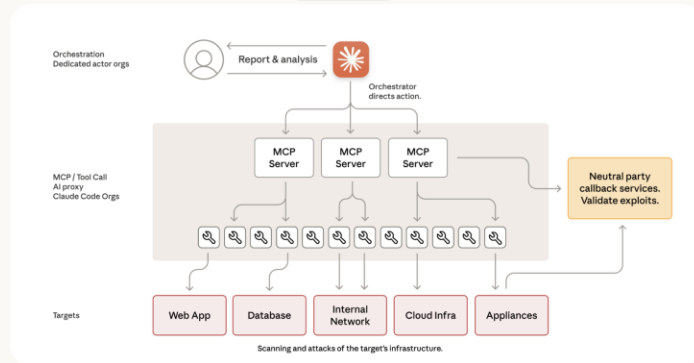 Orchestration
Dedicated actor orgs
Report & analysis
Orchestrator
directs action.
MCP / Tool Call
AI proxy
Claude Code Orgs
MCP
Server
MCP
Server
MCP
Server
Neutral party
callback services.
Validate exploits.
Targets
Web App
Database
Internal
Network
Cloud Infra
Appliances
Scanning and attacks of the target's infrastructure.